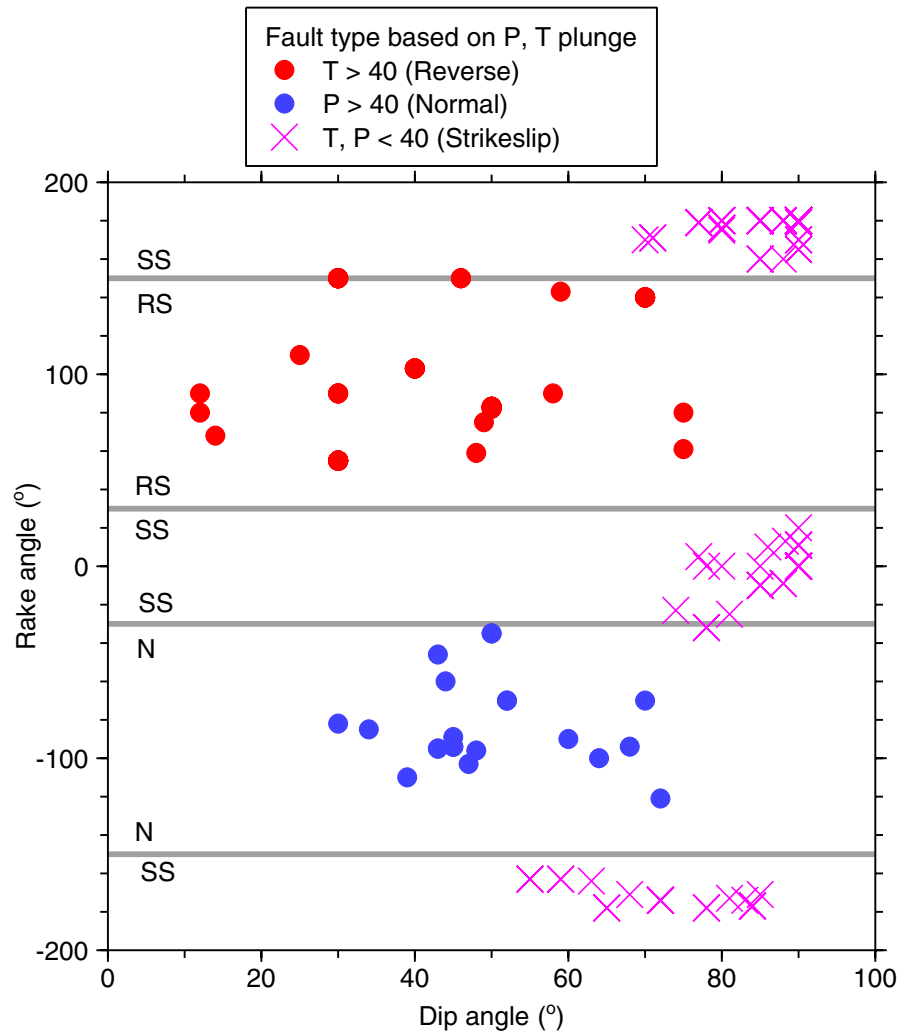 Fault type based on P, T plunge
T > 40 (Reverse)
P > 40 (Normal)
T, P < 40 (Strikeslip)
200
SS
RS
100
RS
SS
0
SS
N
-100
N
SS
-200
0 20 40 60 80 100
Rake angle (°)
Dip angle (°)